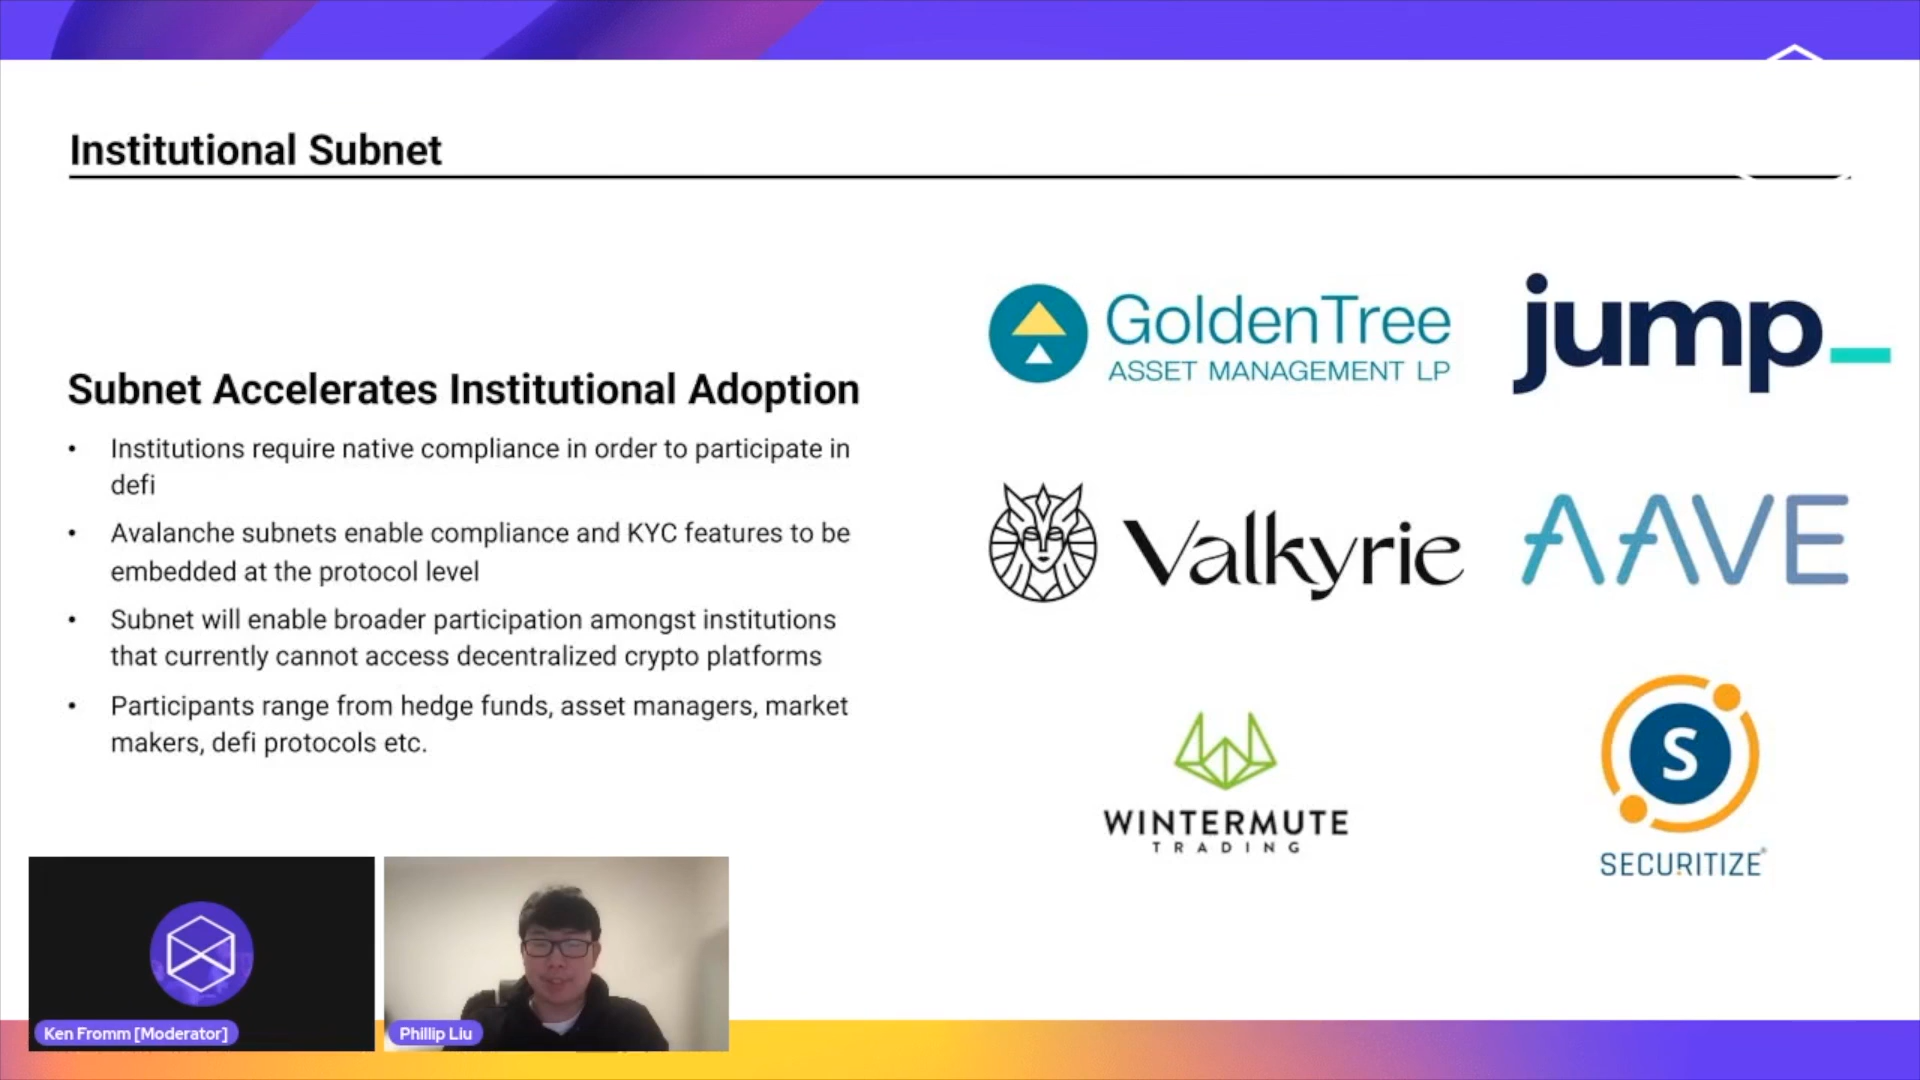 Institutional Subnet
Subnet Accelerates Institutional Adoption
• Institutions require native compliance in order to participate in
defi
• Avalanche subnets enable compliance and KYC features to be
embedded at the protocol level
• Subnet will enable broader participation amongst institutions
that currently cannot access decentralized crypto platforms
• Participants range from hedge funds, asset managers, market
makers, defi protocols etc.
GoldenTree
ASSET MANAGEMENT LP
jump_
Valkyrie
AAVE
WINTERMUTE
TRADING
S
SECURITIZE®
Ken Fromm [Moderator]
Phillip Liu